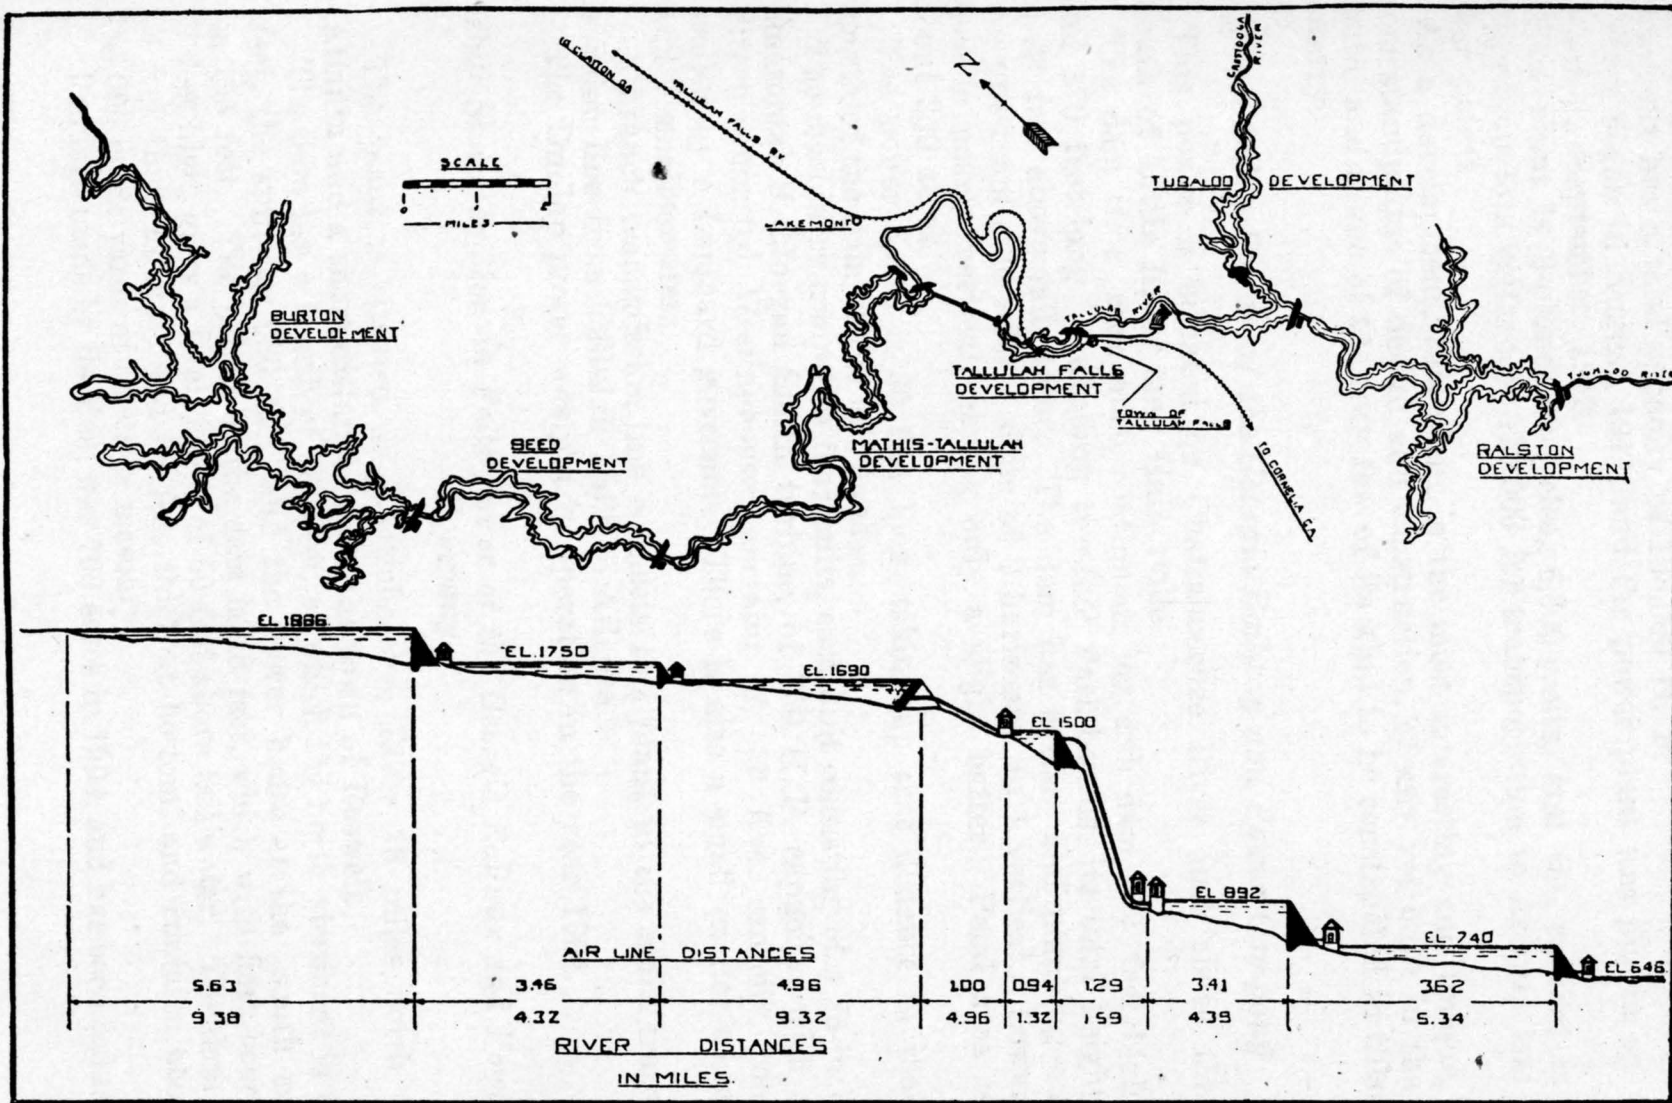 TO CLAYTON GA
TALLULAH FALLS RY
N
CHATTOOGA
RIVER
SCALE
0 1 2
MILES
LAKEMONT
TUGALOO DEVELOPMENT
BURTON
DEVELOPMENT
TALLULAH RIVER
TALLULAH FALLS
DEVELOPMENT
TOWN OF
TALLULAH FALLS
TUGALOO RIVER
SEED
DEVELOPMENT
MATHIS-TALLULAH
DEVELOPMENT
TO CORNELIA GA
RALSTON
DEVELOPMENT
EL 1866
EL. 1750
EL. 1690
EL 1500
EL 892
EL 740
EL 646
AIR LINE DISTANCES
5.63 3.46 4.96 1.00 0.94 1.29 3.41 3.62
9.38 4.32 9.32 4.96 1.32 1.59 4.39 5.34
RIVER DISTANCES
IN MILES.